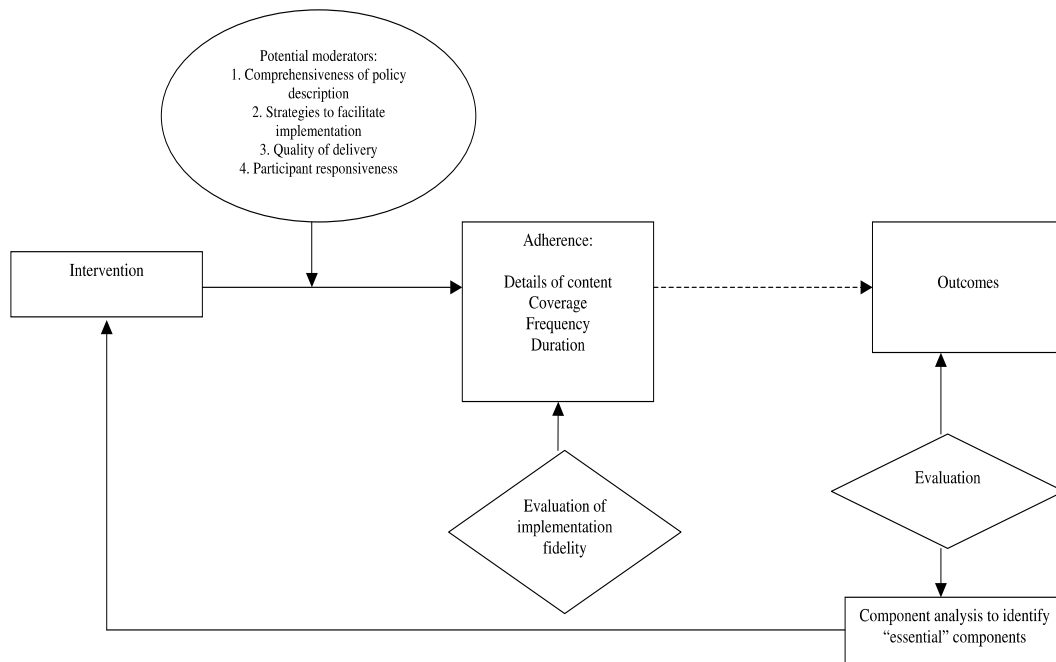 Potential moderators:
1. Comprehensiveness of policy
description
2. Strategies to facilitate
implementation
3. Quality of delivery
4. Participant responsiveness
Intervention
Adherence:
Details of content
Coverage
Frequency
Duration
Outcomes
Evaluation of
implementation
fidelity
Evaluation
Component analysis to identify
“essential” components